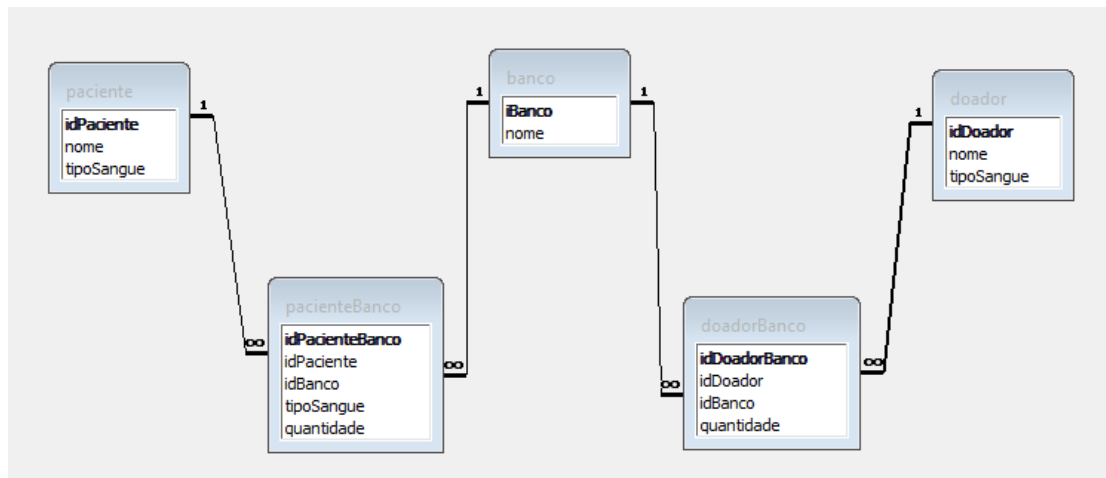 paciente
idPaciente
nome
tipoSangue
1
banco
iBanco
nome
1
1
doador
idDoador
nome
tipoSangue
1
pacienteBanco
idPacienteBanco
idPaciente
idBanco
tipoSangue
quantidade
∞
∞
doadorBanco
idDoadorBanco
idDoador
idBanco
quantidade
∞
∞